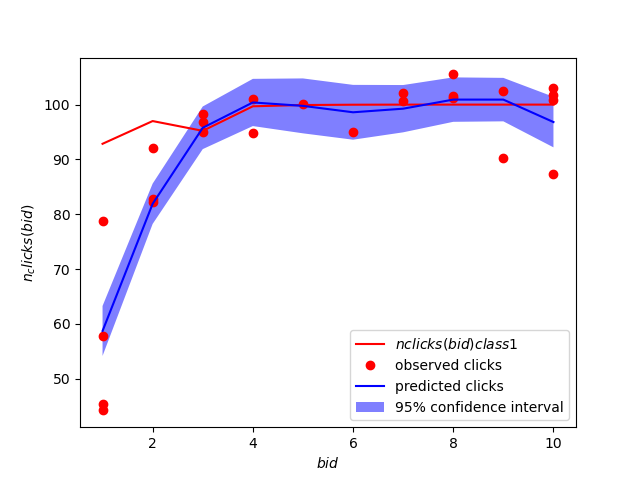 100
90
80
70
60
50
n_clicks(bid)
nclicks(bid)class1
observed clicks
predicted clicks
95% confidence interval
2 4 6 8 10
bid